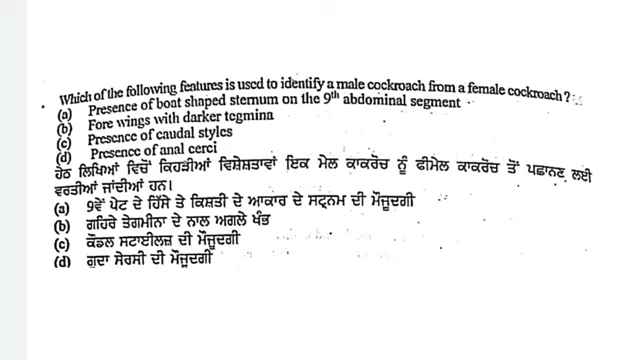 Which of the following features is used to identify a male cockroach from a female cockroach?
(a) Presence of boat shaped sternum on the 9th abdominal segment
(b) Fore wings with darker tegmina
(c) Presence of caudal styles
(d) Presence of anal cerci
ਹੇਠ ਲਿਖਿਆਂ ਵਿਚੋਂ ਕਿਹੜੀਆਂ ਵਿਸ਼ੇਸ਼ਤਾਵਾਂ ਇਕ ਮੇਲ ਕਾਕਰੋਚ ਨੂੰ ਫੀਮੇਲ ਕਾਕਰੋਚ ਤੋਂ ਪਛਾਨਣ ਲਈ
ਵਰਤੀਆਂ ਜਾਂਦੀਆਂ ਹਨ।
(a) 9ਵੇਂ ਪੇਟ ਦੇ ਹਿੱਸੇ ਤੇ ਕਿਸ਼ਤੀ ਦੇ ਆਕਾਰ ਦੇ ਸਟ੍ਰਨਮ ਦੀ ਮੌਜੂਦਗੀ
(b) ਗਹਿਰੇ ਤੇਗਮੀਨਾ ਦੇ ਨਾਲ ਅਗਲੇ ਖੰਭ
(c) ਕੌਡਲ ਸਟਾਈਲਜ਼ ਦੀ ਮੌਜੂਦਗੀ
(d) ਗੁਦਾ ਸੇਰਸੀ ਦੀ ਮੌਜੂਦਗੀ